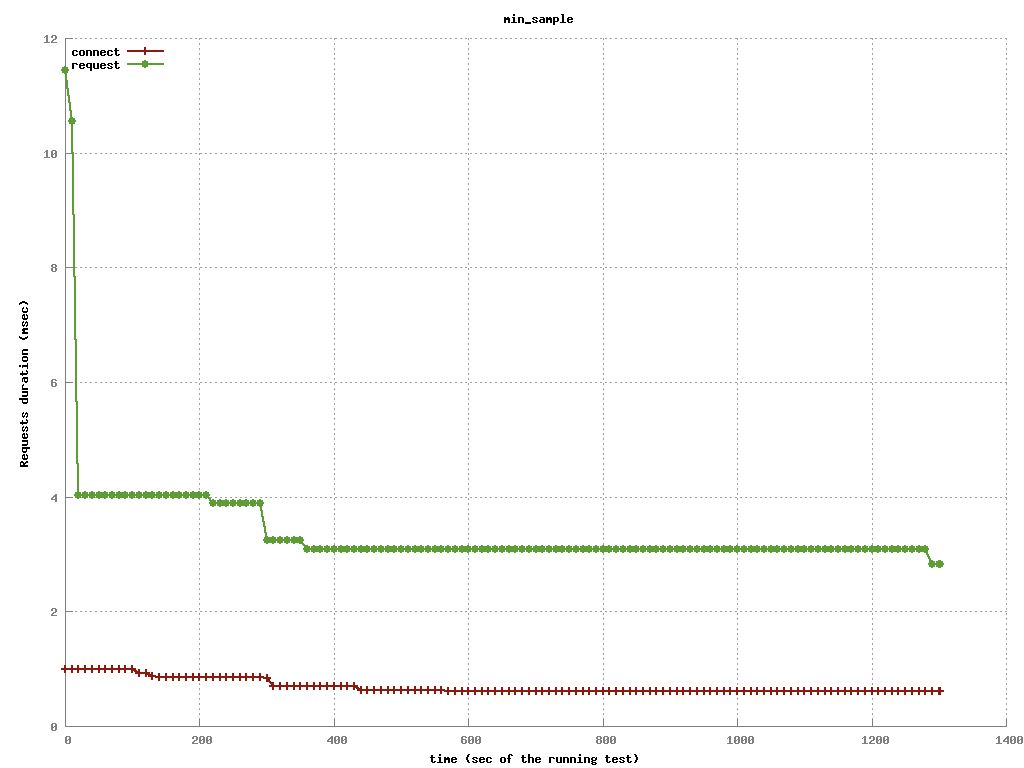 min_sample
connect
request
12
10
8
6
4
2
0
Requests duration (msec)
0 200 400 600 800 1000 1200 1400
time (sec of the running test)